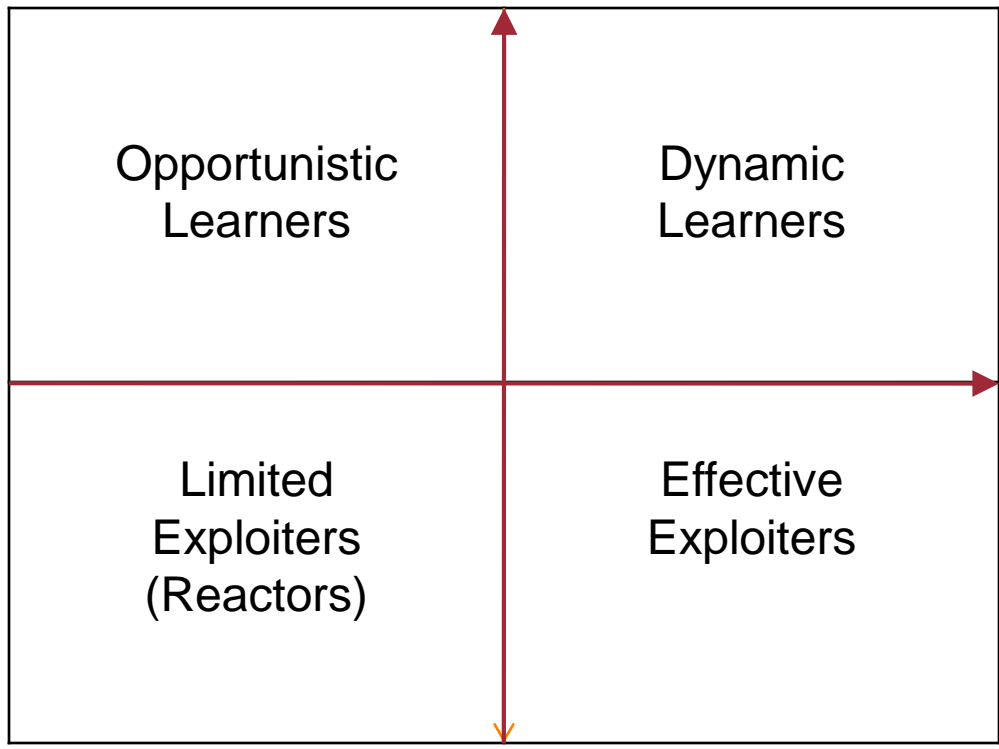 Opportunistic
Learners
Dynamic
Learners
Limited
Exploiters
(Reactors)
Effective
Exploiters